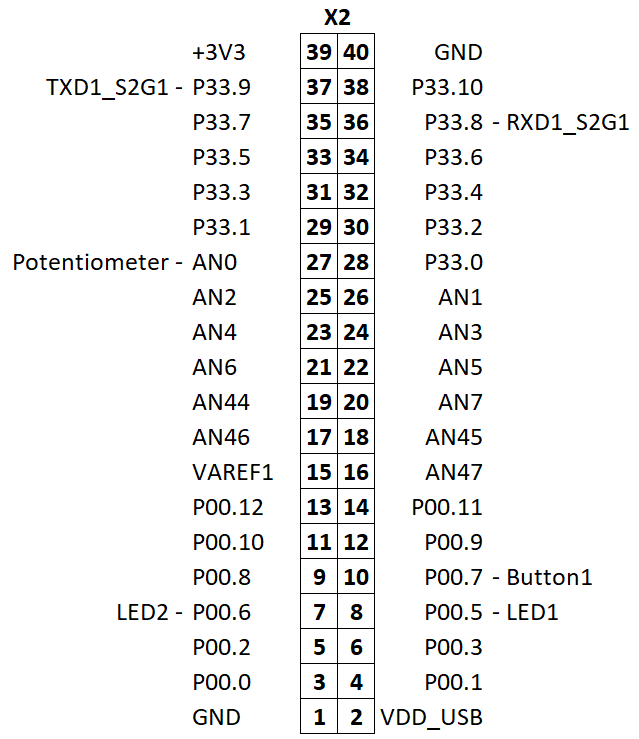 X2
+3V3 39 40 GND
TXD1_S2G1 - P33.9 37 38 P33.10
P33.7 35 36 P33.8 - RXD1_S2G1
P33.5 33 34 P33.6
P33.3 31 32 P33.4
P33.1 29 30 P33.2
Potentiometer - AN0 27 28 P33.0
AN2 25 26 AN1
AN4 23 24 AN3
AN6 21 22 AN5
AN44 19 20 AN7
AN46 17 18 AN45
VAREF1 15 16 AN47
P00.12 13 14 P00.11
P00.10 11 12 P00.9
P00.8 9 10 P00.7 - Button1
LED2 - P00.6 7 8 P00.5 - LED1
P00.2 5 6 P00.3
P00.0 3 4 P00.1
GND 1 2 VDD_USB